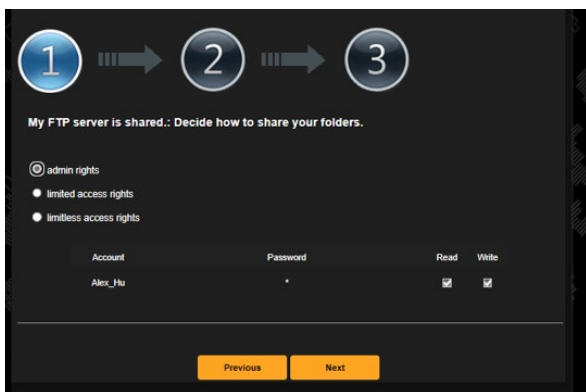 1 2 3
My FTP server is shared.: Decide how to share your folders.
admin rights
limited access rights
limitless access rights
Account Password Read Write
Alex_Hu *
Previous Next